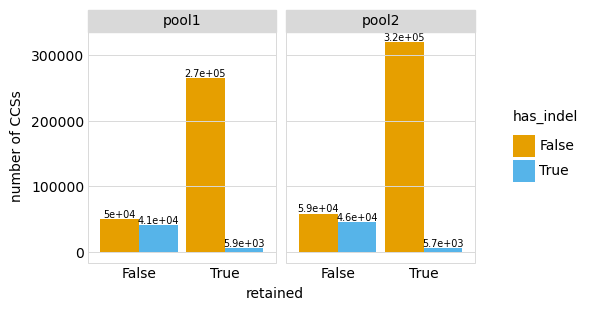 pool1
pool2
number of CCSs
300000
200000
100000
0
5e+04
4.1e+04
2.7e+05
5.9e+03
5.9e+04
4.6e+04
3.2e+05
5.7e+03
False
True
False
True
retained
has_indel
False
True